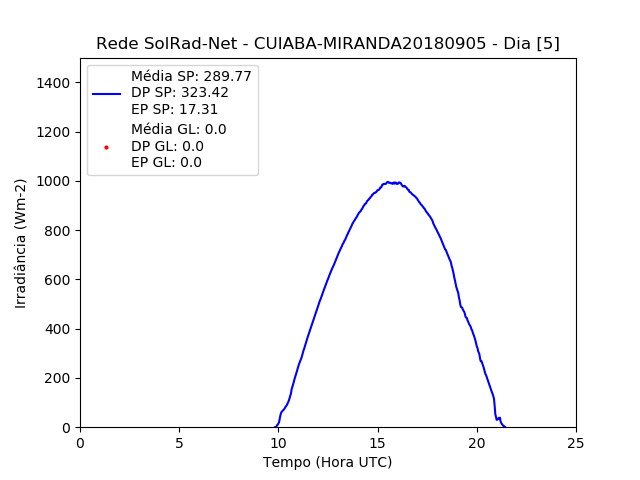 Rede SolRad-Net - CUIABA-MIRANDA20180905 - Dia [5]
Média SP: 289.77
DP SP: 323.42
EP SP: 17.31
Média GL: 0.0
DP GL: 0.0
EP GL: 0.0
1400
1200
1000
800
600
400
200
0
Irradiância (Wm-2)
0 5 10 15 20 25
Tempo (Hora UTC)